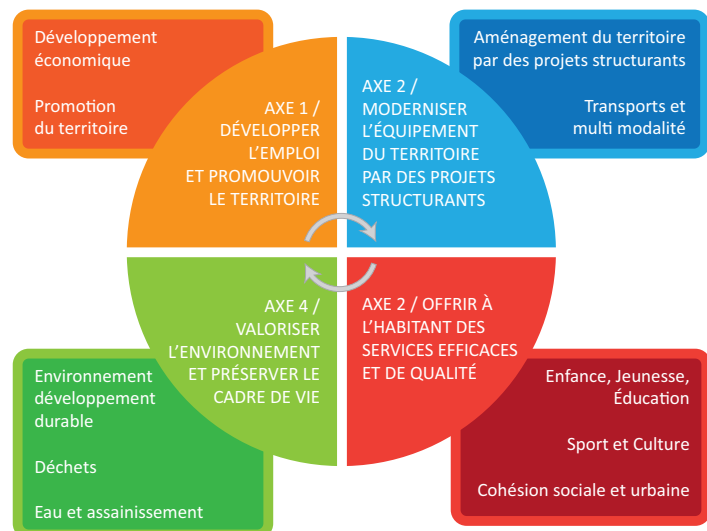 Développement
économique
Promotion
du territoire
AXE 1 /
DÉVELOPPER
L'EMPLOI
ET PROMOUVOIR
LE TERRITOIRE
AXE 2 /
MODERNISER
L'ÉQUIPEMENT
DU TERRITOIRE
PAR DES PROJETS
STRUCTURANTS
Aménagement du territoire
par des projets structurants
Transports et
multi modalité
AXE 4 /
VALORISER
L'ENVIRONNEMENT
ET PRÉSERVER LE
CADRE DE VIE
AXE 2 / OFFRIR À
L'HABITANT DES
SERVICES EFFICACES
ET DE QUALITÉ
Environnement
développement
durable
Déchets
Eau et assainissement
Enfance, Jeunesse,
Éducation
Sport et Culture
Cohésion sociale et urbaine